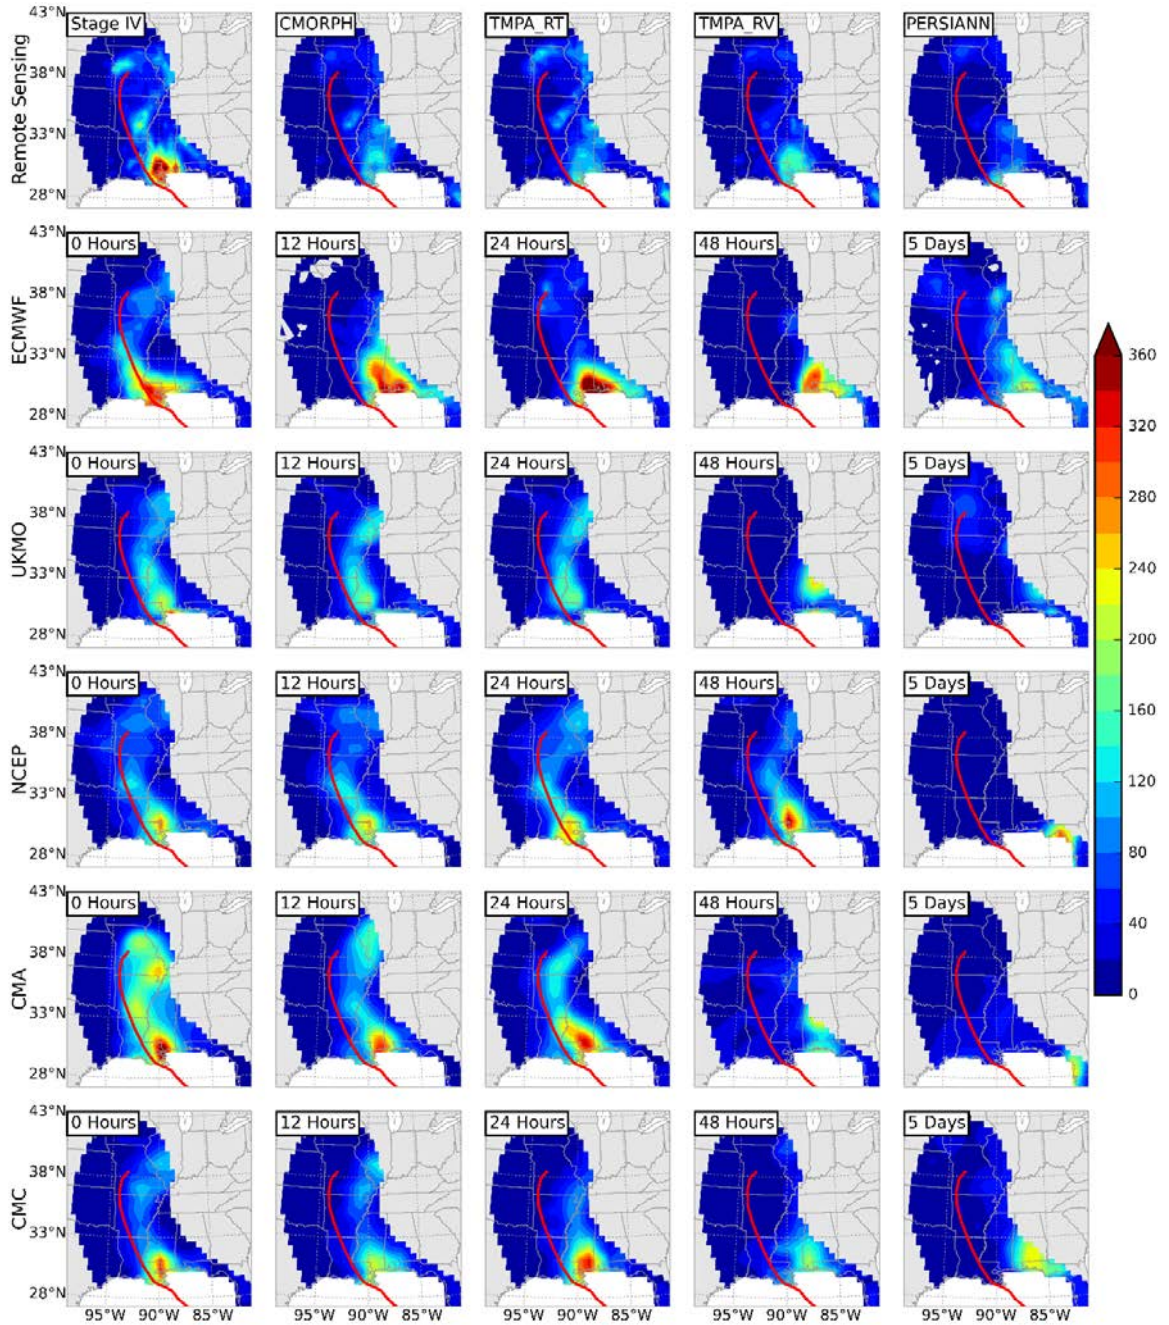 Stage IV CMORPH TMPA_RT TMPA_RV PERSIANN
43°N
38°N
33°N
28°N
Remote Sensing
0 Hours 12 Hours 24 Hours 48 Hours 5 Days
43°N
38°N
33°N
28°N
ECMWF
0 Hours 12 Hours 24 Hours 48 Hours 5 Days
43°N
38°N
33°N
28°N
UKMO
0 Hours 12 Hours 24 Hours 48 Hours 5 Days
43°N
38°N
33°N
28°N
NCEP
0 Hours 12 Hours 24 Hours 48 Hours 5 Days
43°N
38°N
33°N
28°N
CMA
0 Hours 12 Hours 24 Hours 48 Hours 5 Days
43°N
38°N
33°N
28°N
CMC
95°W 90°W 85°W 95°W 90°W 85°W 95°W 90°W 85°W 95°W 90°W 85°W 95°W 90°W 85°W
360
320
280
240
200
160
120
80
40
0